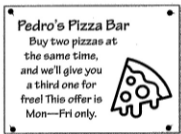 Pedro's Pizza Bar
Buy two pizzas at
the same time,
and we'll give you
a third one for
free! This offer is
Mon—Fri only.